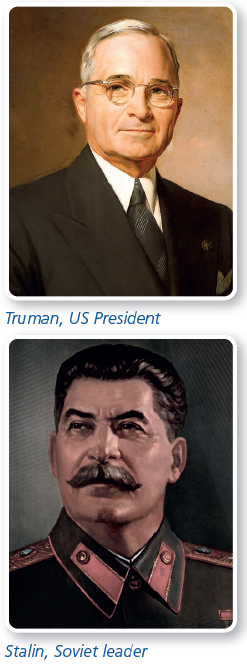 Truman, US President
Stalin, Soviet leader